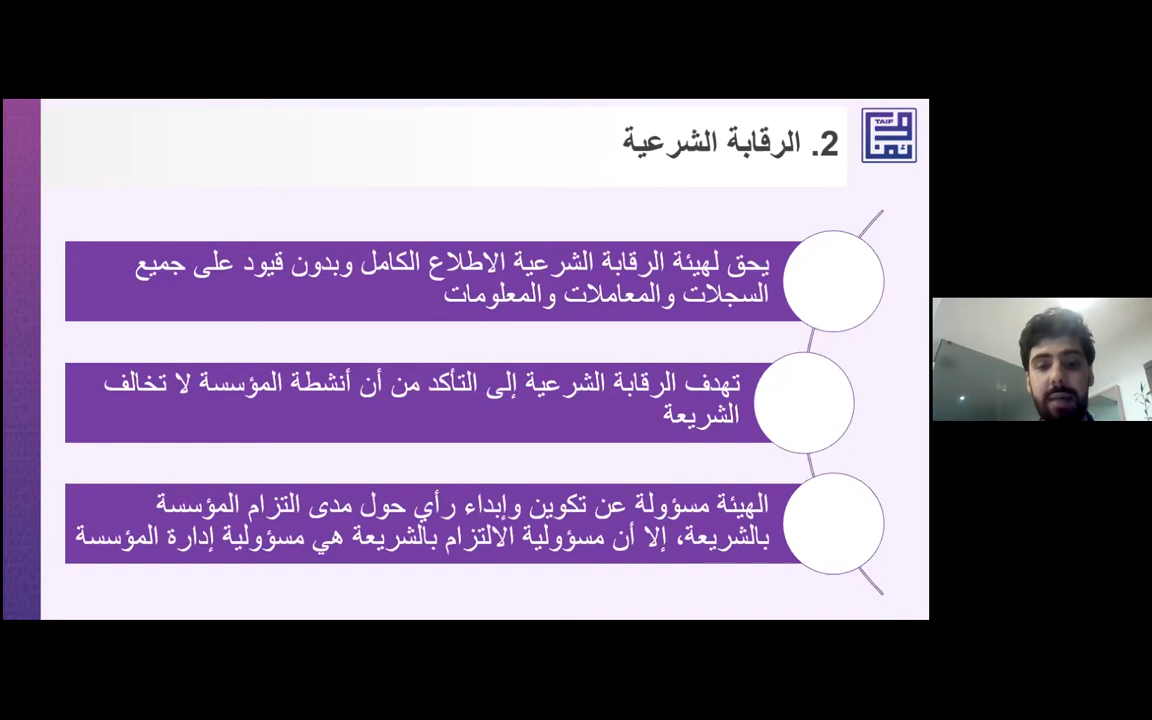 2. الرقابة الشرعية
TAIF
يحق لهيئة الرقابة الشرعية الاطلاع الكامل وبدون قيود على جميع
السجلات والمعاملات والمعلومات
تهدف الرقابة الشرعية إلى التأكد من أن أنشطة المؤسسة لا تخالف
الشريعة
الهيئة مسؤولة عن تكوين وإبداء رأي حول مدى التزام المؤسسة
بالشريعة، إلا أن مسؤولية الالتزام بالشريعة هي مسؤولية إدارة المؤسسة